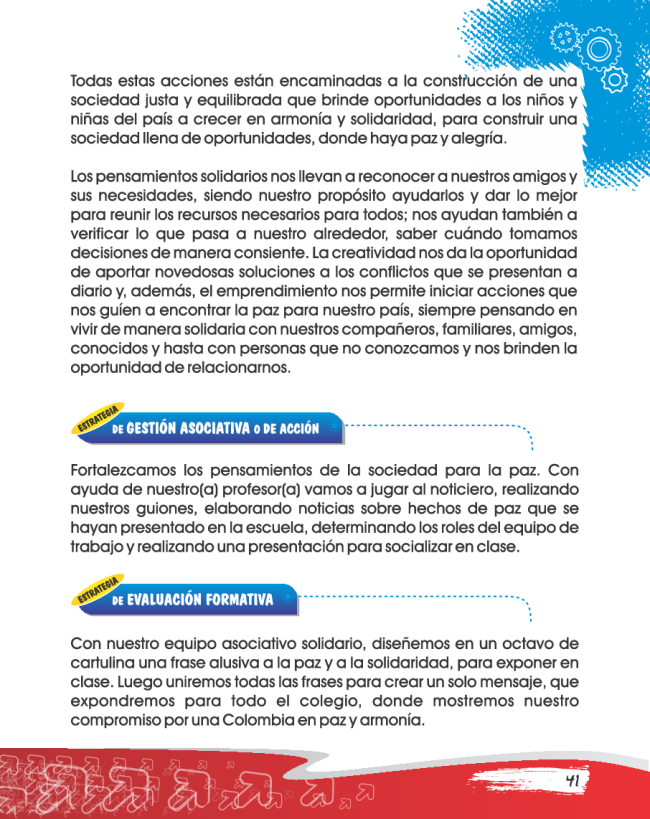 Todas estas acciones están encaminadas a la construcción de una
sociedad justa y equilibrada que brinde oportunidades a los niños y
niñas del país a crecer en armonía y solidaridad, para construir una
sociedad llena de oportunidades, donde haya paz y alegría.
Los pensamientos solidarios nos llevan a reconocer a nuestros amigos y
sus necesidades, siendo nuestro propósito ayudarlos y dar lo mejor
para reunir los recursos necesarios para todos; nos ayudan también a
verificar lo que pasa a nuestro alrededor, saber cuándo tomamos
decisiones de manera consiente. La creatividad nos da la oportunidad
de aportar novedosas soluciones a los conflictos que se presentan a
diario y, además, el emprendimiento nos permite iniciar acciones que
nos guíen a encontrar la paz para nuestro país, siempre pensando en
vivir de manera solidaria con nuestros compañeros, familiares, amigos,
conocidos y hasta con personas que no conozcamos y nos brinden la
oportunidad de relacionarnos.
ESTRATEGIA
DE GESTIÓN ASOCIATIVA O DE ACCIÓN
Fortalezcamos los pensamientos de la sociedad para la paz. Con
ayuda de nuestro(a) profesor(a) vamos a jugar al noticiero, realizando
nuestros guiones, elaborando noticias sobre hechos de paz que se
hayan presentado en la escuela, determinando los roles del equipo de
trabajo y realizando una presentación para socializar en clase.
ESTRATEGIA
DE EVALUACIÓN FORMATIVA
Con nuestro equipo asociativo solidario, diseñemos en un octavo de
cartulina una frase alusiva a la paz y a la solidaridad, para exponer en
clase. Luego uniremos todas las frases para crear un solo mensaje, que
expondremos para todo el colegio, donde mostremos nuestro
compromiso por una Colombia en paz y armonía.
41